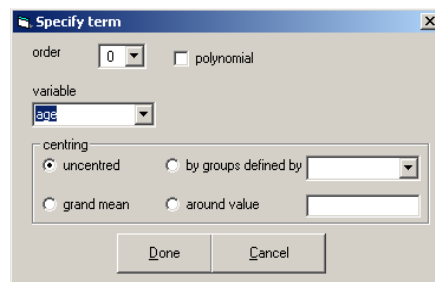 Specify term
order 0 polynomial
variable
age
centring
uncentred by groups defined by
grand mean around value
Done Cancel